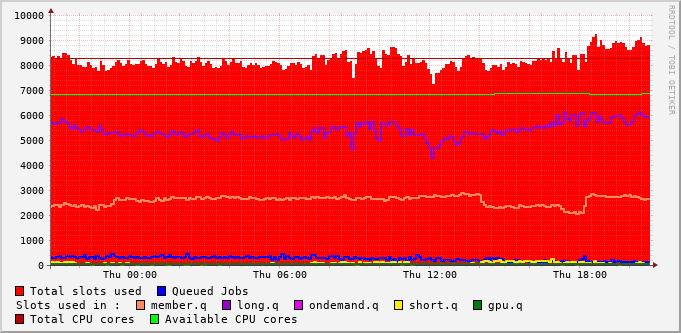 RRDTOOL / TOBI OETIKER
10000
9000
8000
7000
6000
5000
4000
3000
2000
1000
0
Thu 00:00 Thu 06:00 Thu 12:00 Thu 18:00
Total slots used Queued Jobs
Slots used in : member.q long.q ondemand.q short.q gpu.q
Total CPU cores Available CPU cores